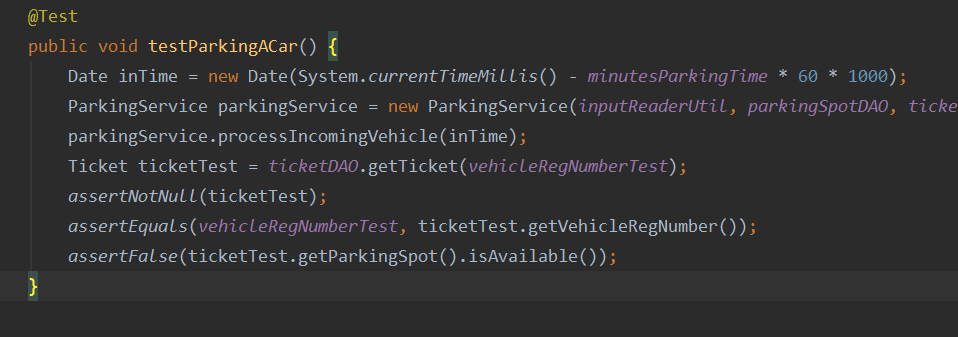 @Test
public void testParkingACar() {
Date inTime = new Date(System.currentTimeMillis() - minutesParkingTime * 60 * 1000);
ParkingService parkingService = new ParkingService(inputReaderUtil, parkingSpotDAO, ticke
parkingService.processIncomingVehicle(inTime);
Ticket ticketTest = ticketDAO.getTicket(vehicleRegNumberTest);
assertNotNull(ticketTest);
assertEquals(vehicleRegNumberTest, ticketTest.getVehicleRegNumber());
assertFalse(ticketTest.getParkingSpot().isAvailable());
}